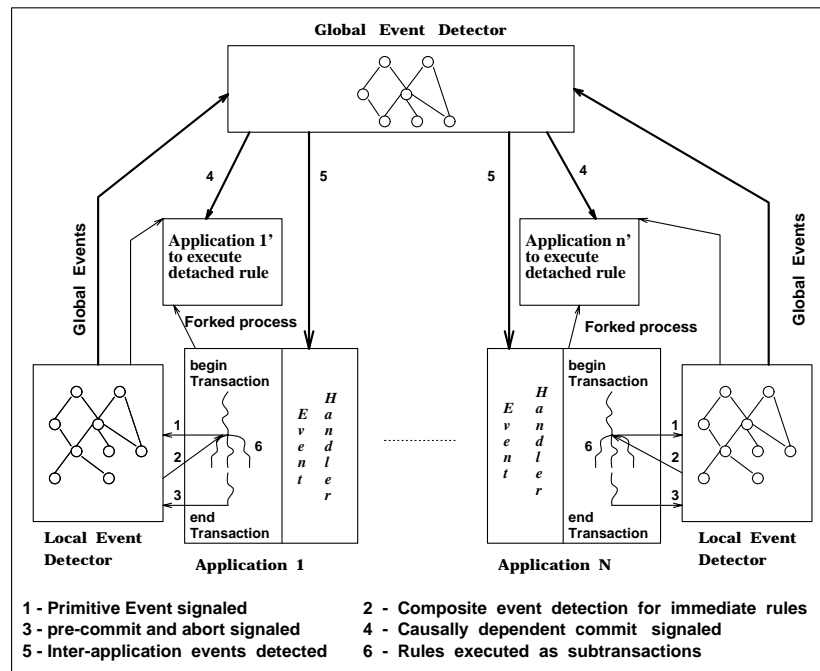 Global Event Detector
4
5
5
4
Global Events
Application 1’
to execute
detached rule
Application n’
to execute
detached rule
Global Events
Forked process
Forked process
begin
Transaction
Event
Handler
Event
Handler
begin
Transaction
1
2
3
6
6
1
2
3
end
Transaction
end
Transaction
Local Event
Detector
Application 1
Application N
Local Event
Detector
1 - Primitive Event signaled
2 - Composite event detection for immediate rules
3 - pre-commit and abort signaled
4 - Causally dependent commit signaled
5 - Inter-application events detected
6 - Rules executed as subtransactions